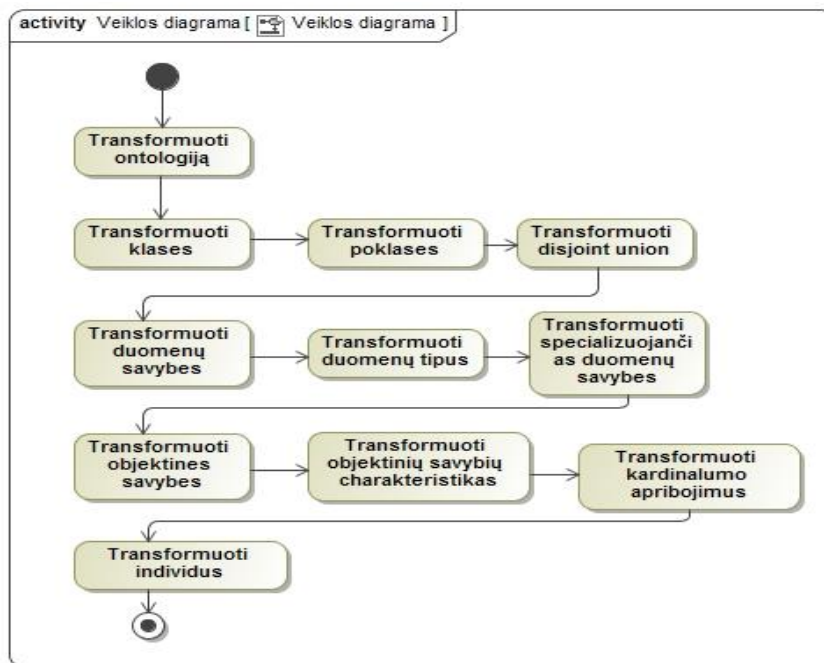 activity Veiklos diagrama [ Veiklos diagrama ]
Transformuoti
ontologiją
Transformuoti
klases
Transformuoti
poklases
Transformuoti
disjoint union
Transformuoti
duomenų
savybes
Transformuoti
duomenų tipus
Transformuoti
specializuojanči
as duomenų
savybes
Transformuoti
objektines
savybes
Transformuoti
objektinių savybių
charakteristikas
Transformuoti
kardinalumo
apribojimus
Transformuoti
individus